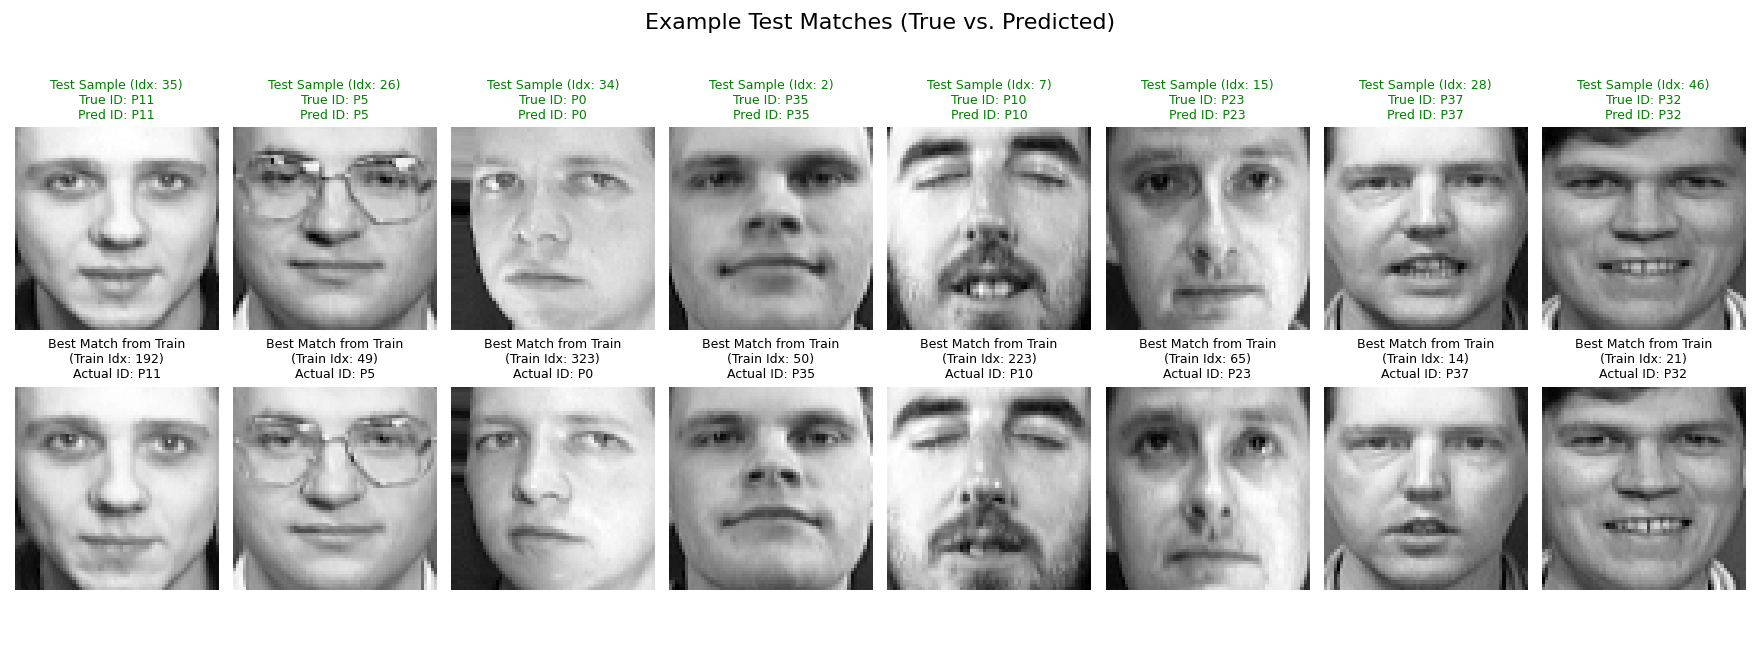 Example Test Matches (True vs. Predicted)
Test Sample (Idx: 35)
True ID: P11
Pred ID: P11
Test Sample (Idx: 26)
True ID: P5
Pred ID: P5
Test Sample (Idx: 34)
True ID: P0
Pred ID: P0
Test Sample (Idx: 2)
True ID: P35
Pred ID: P35
Test Sample (Idx: 7)
True ID: P10
Pred ID: P10
Test Sample (Idx: 15)
True ID: P23
Pred ID: P23
Test Sample (Idx: 28)
True ID: P37
Pred ID: P37
Test Sample (Idx: 46)
True ID: P32
Pred ID: P32
Best Match from Train
(Train Idx: 192)
Actual ID: P11
Best Match from Train
(Train Idx: 49)
Actual ID: P5
Best Match from Train
(Train Idx: 323)
Actual ID: P0
Best Match from Train
(Train Idx: 50)
Actual ID: P35
Best Match from Train
(Train Idx: 223)
Actual ID: P10
Best Match from Train
(Train Idx: 65)
Actual ID: P23
Best Match from Train
(Train Idx: 14)
Actual ID: P37
Best Match from Train
(Train Idx: 21)
Actual ID: P32